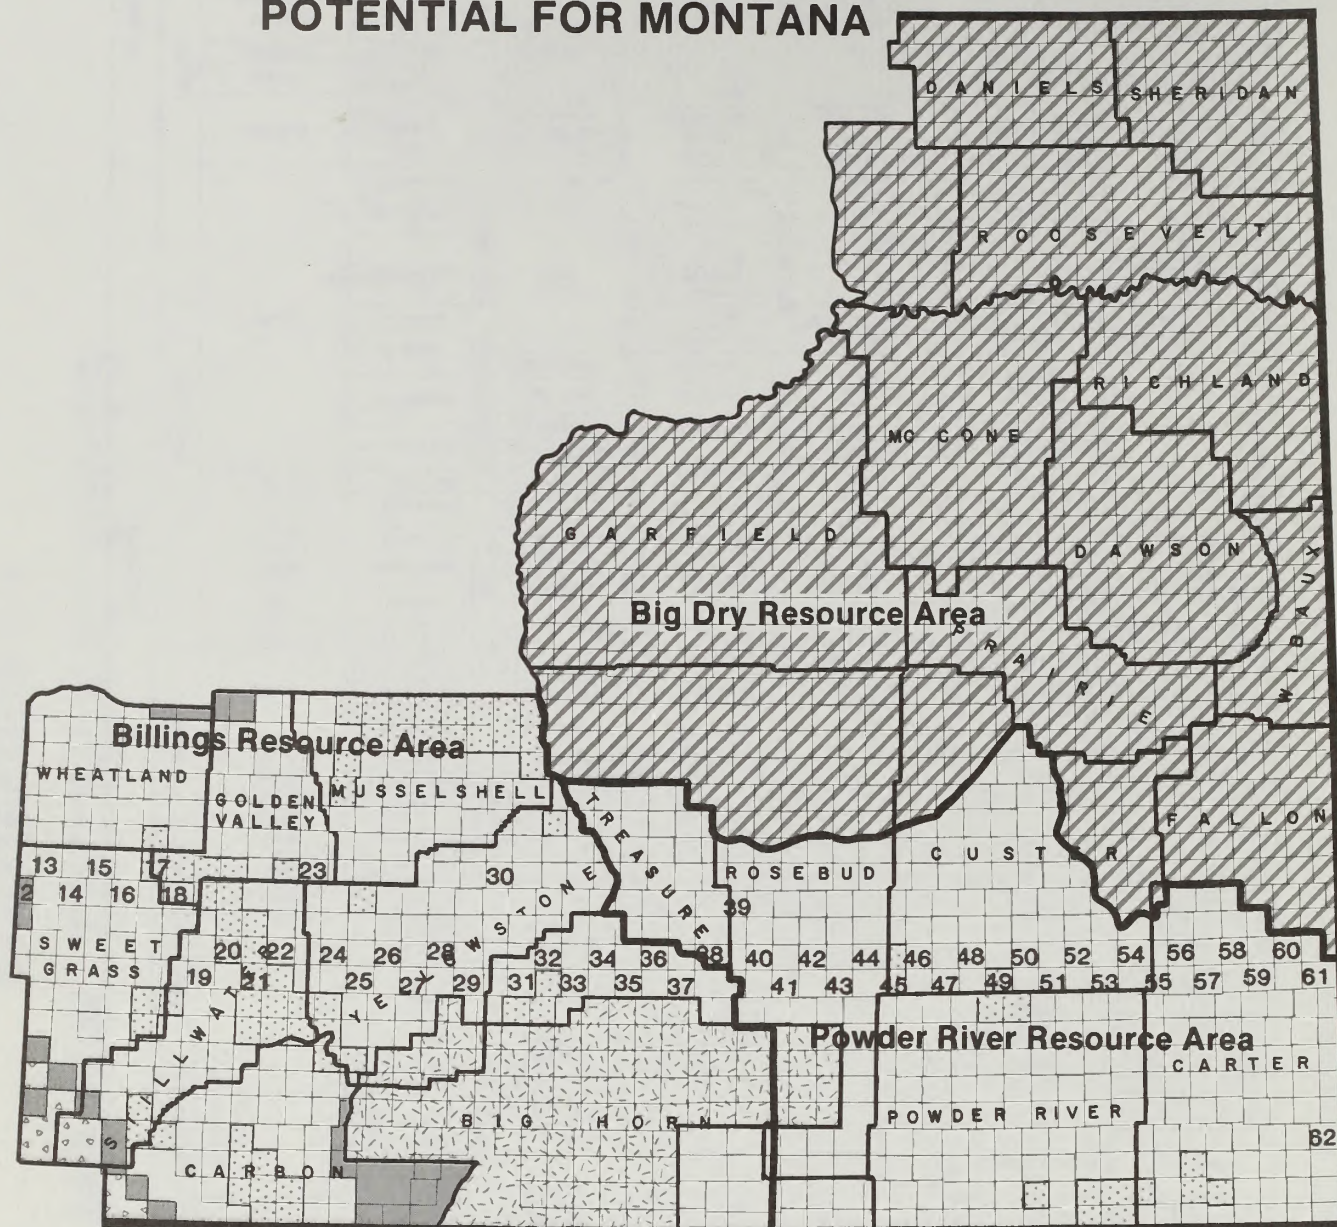 POTENTIAL FOR MONTANA
DANIELS
SHERIDAN
ROOSEVELT
RICHLAND
MC CONE
GARFIELD
DAWSON
WIBAUX
Big Dry Resource Area
PRAIRIE
Billings Resource Area
WHEATLAND
GOLDEN
VALLEY
MUSSELSHELL
TREASURE
ROSEBUD
CUSTER
FALLON
13 15 17 23 30
2 14 16 18 39
YELLOWSTONE
SWEET
GRASS
STILLWATER
20 22 24 26 28 32 34 36 38 40 42 44 46 48 50 52 54 56 58 60
19 21 25 27 29 31 33 35 37 41 43 45 47 49 51 53 55 57 59 61
Powder River Resource Area
CARTER
BIG HORN
POWDER RIVER
62
CARBON